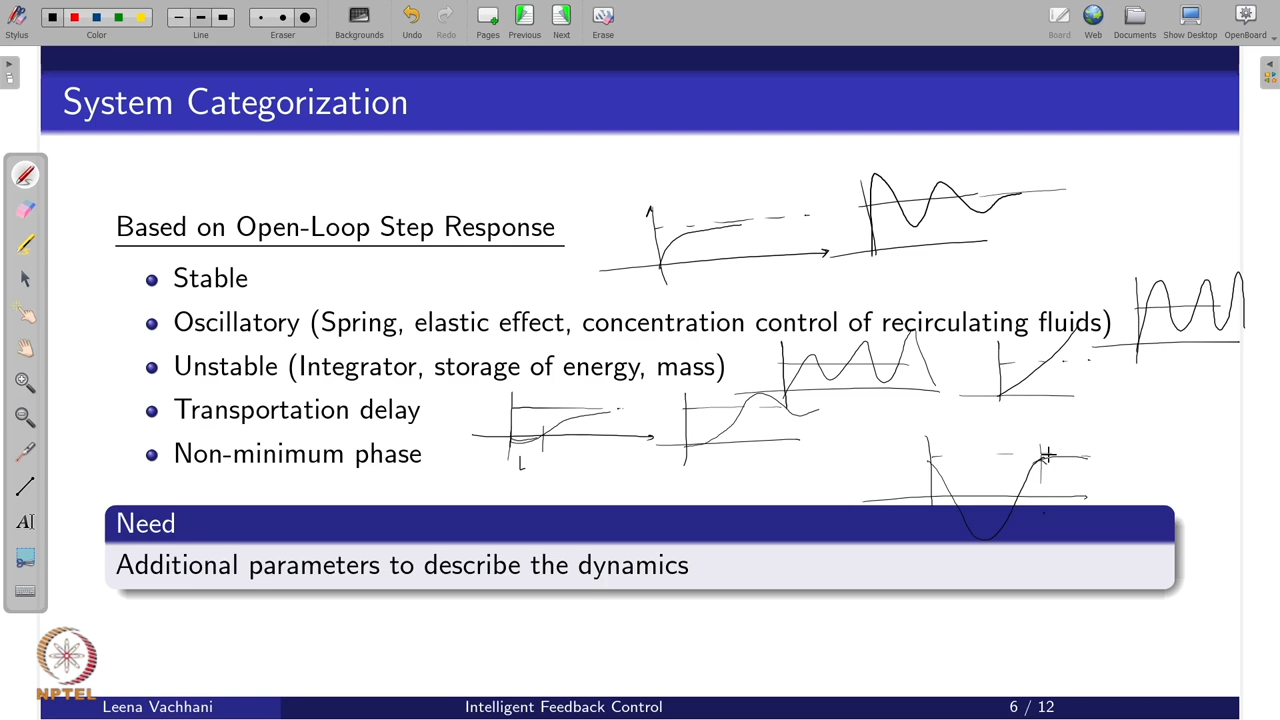 Stylus Color Line Eraser Backgrounds Undo Redo Pages Previous Next Erase Board Web Documents Show Desktop OpenBoard
System Categorization
Based on Open-Loop Step Response
Stable
Oscillatory (Spring, elastic effect, concentration control of recirculating fluids)
Unstable (Integrator, storage of energy, mass)
Transportation delay
Non-minimum phase
L
Need
Additional parameters to describe the dynamics
NPTEL
Leena Vachhani Intelligent Feedback Control 6 / 12